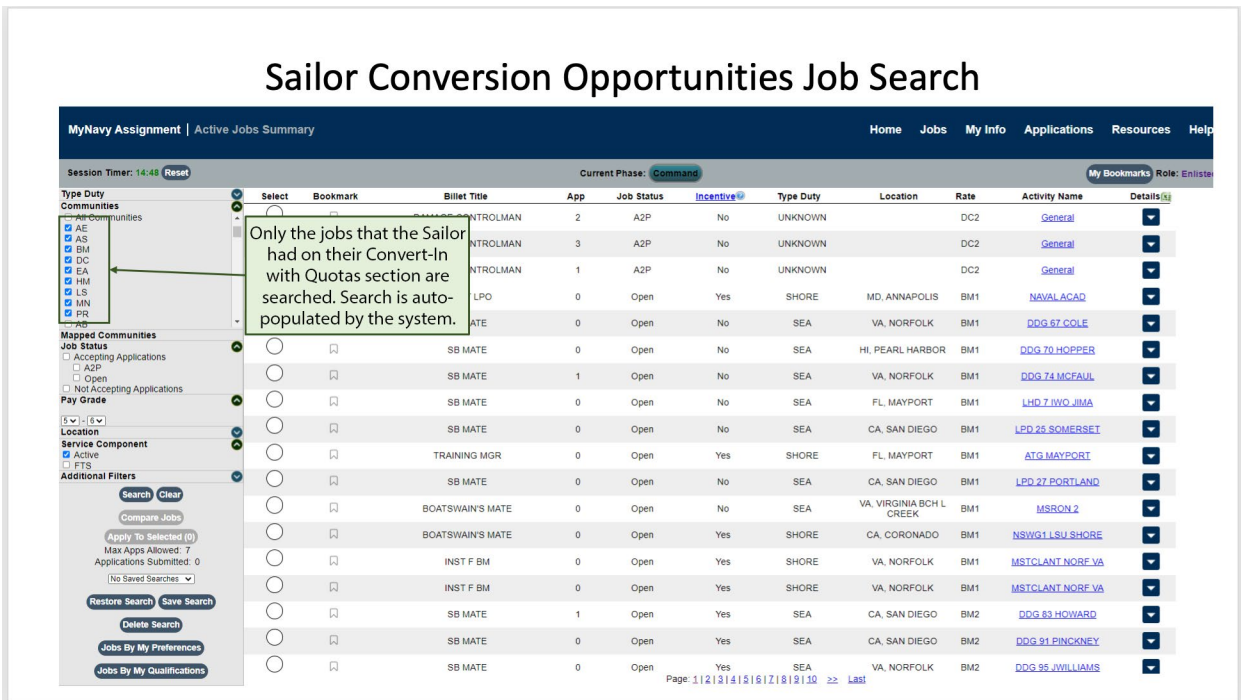 Sailor Conversion Opportunities Job Search
MyNavy Assignment | Active Jobs Summary
Home Jobs My Info Applications Resources Help
Session Timer: 14:48 Reset
Current Phase: Command
My Bookmarks Role: Enliste
Type Duty
Communities
All Communities
AE
AS
BM
DC
EA
HM
LS
MN
PR
AB
Mapped Communities
Job Status
Accepting Applications
A2P
Open
Not Accepting Applications
Pay Grade
5 - 6
Location
Service Component
Active
FTS
Additional Filters
Search Clear
Compare Jobs
Apply To Selected (0)
Max Apps Allowed: 7
Applications Submitted: 0
No Saved Searches
Restore Search Save Search
Delete Search
Jobs By My Preferences
Jobs By My Qualifications
Only the jobs that the Sailor
had on their Convert-In
with Quotas section are
searched. Search is auto-
populated by the system.
Select Bookmark Billet Title App Job Status Incentive Type Duty Location Rate Activity Name Details
NTROLMAN 2 A2P No UNKNOWN DC2 General
NTROLMAN 3 A2P No UNKNOWN DC2 General
NTROLMAN 1 A2P No UNKNOWN DC2 General
LPO 0 Open Yes SHORE MD, ANNAPOLIS BM1 NAVAL ACAD
ATE 0 Open No SEA VA, NORFOLK BM1 DDG 67 COLE
SB MATE 0 Open No SEA HI, PEARL HARBOR BM1 DDG 70 HOPPER
SB MATE 1 Open No SEA VA, NORFOLK BM1 DDG 74 MCFAUL
SB MATE 0 Open No SEA FL, MAYPORT BM1 LHD 7 IWO JIMA
SB MATE 0 Open No SEA CA, SAN DIEGO BM1 LPD 25 SOMERSET
TRAINING MGR 0 Open Yes SHORE FL, MAYPORT BM1 ATG MAYPORT
SB MATE 0 Open No SEA CA, SAN DIEGO BM1 LPD 27 PORTLAND
BOATSWAIN'S MATE 0 Open No SEA VA, VIRGINIA BCH L CREEK BM1 MSRON 2
BOATSWAIN'S MATE 0 Open Yes SHORE CA, CORONADO BM1 NSWG1 LSU SHORE
INST F BM 0 Open Yes SHORE VA, NORFOLK BM1 MSTCLANT NORF VA
INST F BM 0 Open Yes SHORE VA, NORFOLK BM1 MSTCLANT NORF VA
SB MATE 1 Open Yes SEA CA, SAN DIEGO BM2 DDG 83 HOWARD
SB MATE 0 Open Yes SEA CA, SAN DIEGO BM2 DDG 91 PINCKNEY
SB MATE 0 Open Yes SEA VA, NORFOLK BM2 DDG 95 JWILLIAMS
Page: 1 | 2 | 3 | 4 | 5 | 6 | 7 | 8 | 9 | 10 >> Last